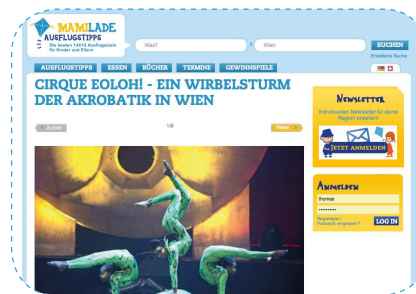 MAMILADE
AUSFLUGSTIPPS
Die besten 14619 Ausflugsziele
für Kinder und Eltern
Was?
Wien
SUCHEN
Erweiterte Suche
AUSFLUGSTIPPS ESSEN BÜCHER TERMINE GEWINNSPIELE
CIRQUE EOLOH! - EIN WIRBELSTURM
DER AKROBATIK IN WIEN
Zurück
1/8
Weiter
NEWSLETTER
Individuellen Newsletter für deine
Region erstellen!
JETZT ANMELDEN
ANMELDEN
thomas
Registrieren
Passwort vergessen?
LOG IN